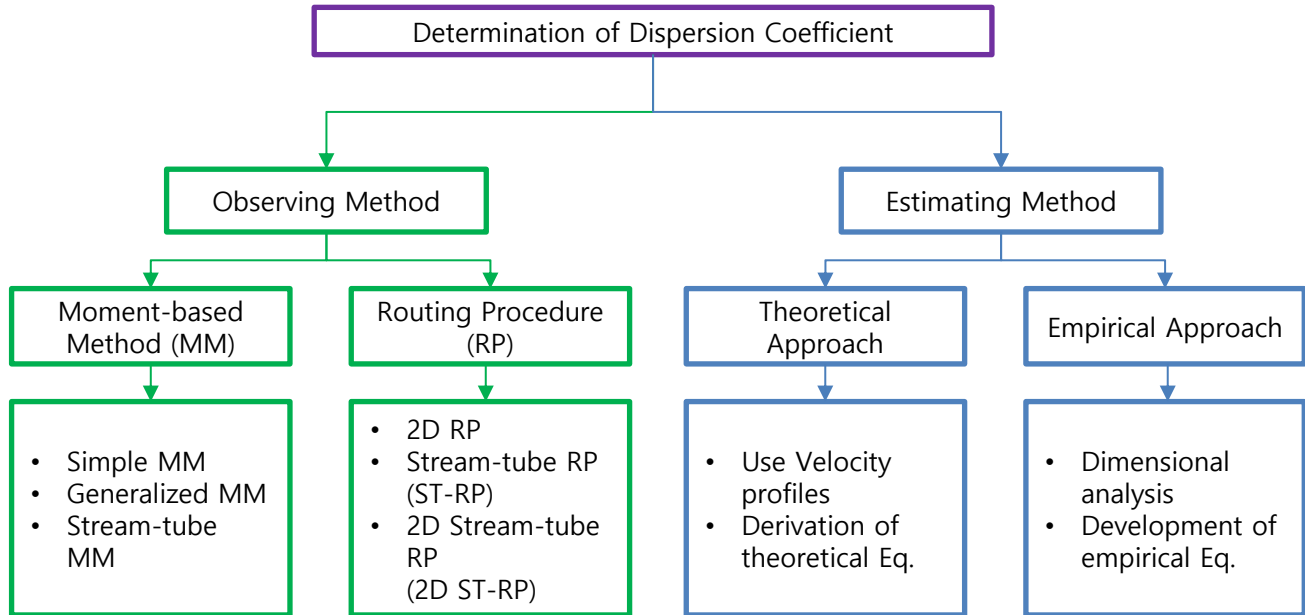 Determination of Dispersion Coefficient
Observing Method
Estimating Method
Moment-based
Method (MM)
Routing Procedure
(RP)
Theoretical
Approach
Empirical Approach
• Simple MM
• Generalized MM
• Stream-tube
MM
• 2D RP
• Stream-tube RP
(ST-RP)
• 2D Stream-tube
RP
(2D ST-RP)
• Use Velocity
profiles
• Derivation of
theoretical Eq.
• Dimensional
analysis
• Development of
empirical Eq.